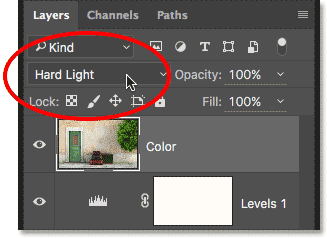 Layers Channels Paths
Kind
Hard Light Opacity: 100%
Lock: Fill: 100%
Color
Levels 1